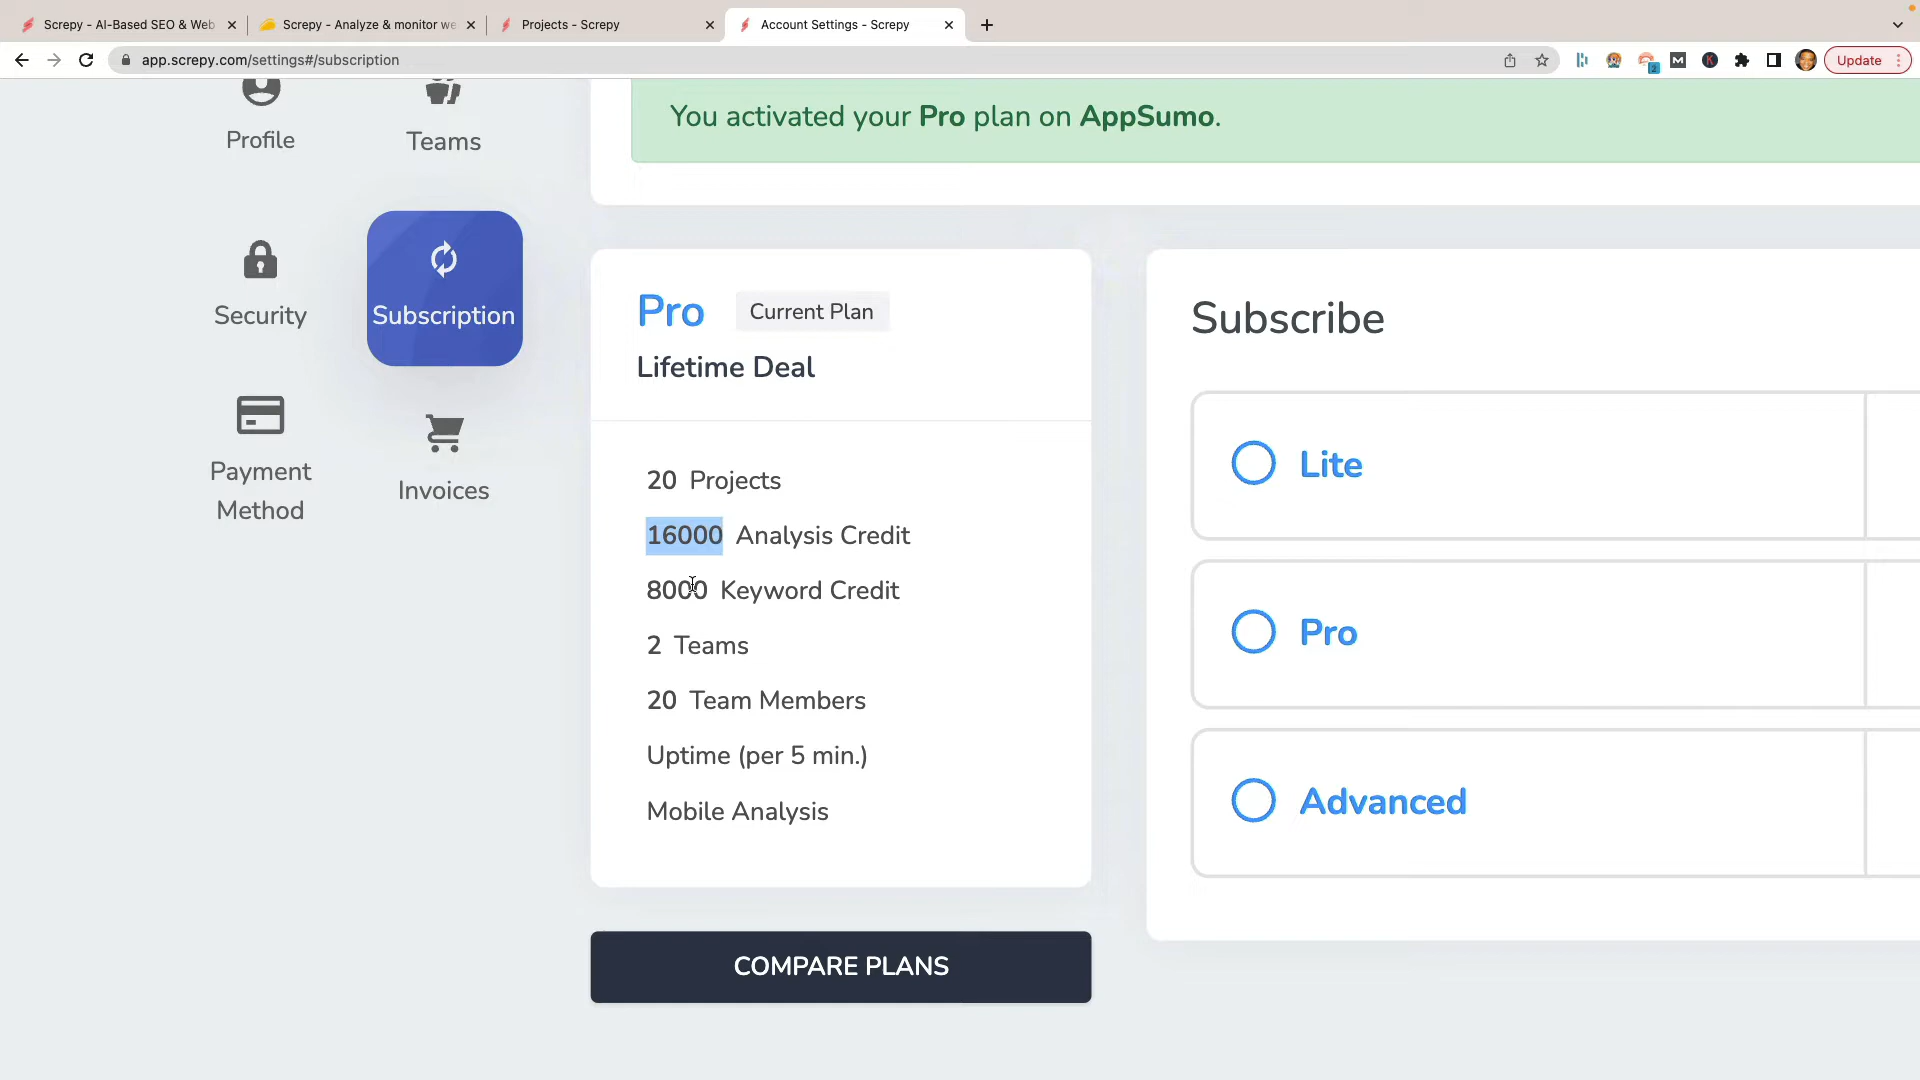 Screpy - AI-Based SEO & Web
Screpy - Analyze & monitor we
Projects - Screpy
Account Settings - Screpy
app.screpy.com/settings#/subscription
2
M
K
Update
Profile
Teams
You activated your Pro plan on AppSumo.
Security
Subscription
Payment
Method
Invoices
Pro
Current Plan
Lifetime Deal
20 Projects
16000 Analysis Credit
8000 Keyword Credit
2 Teams
20 Team Members
Uptime (per 5 min.)
Mobile Analysis
COMPARE PLANS
Subscribe
Lite
Pro
Advanced